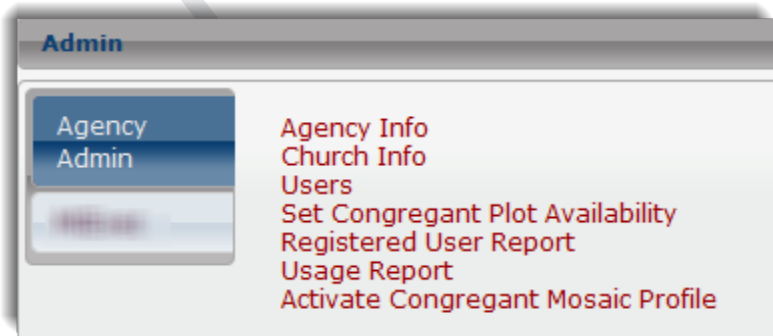 Admin
Agency
Admin
Agency Info
Church Info
Users
Set Congregant Plot Availability
Registered User Report
Usage Report
Activate Congregant Mosaic Profile